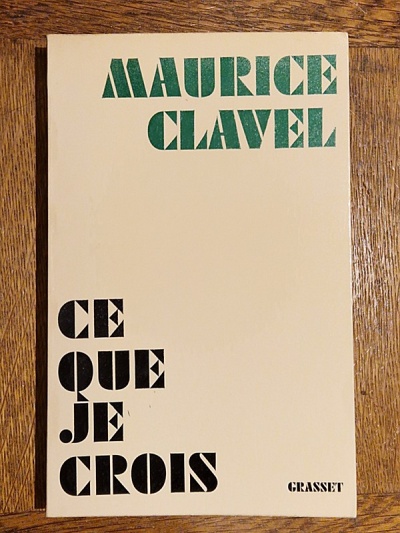 MAURICE
CLAVEL
CE
QUE
JE
CROIS
GRASSET